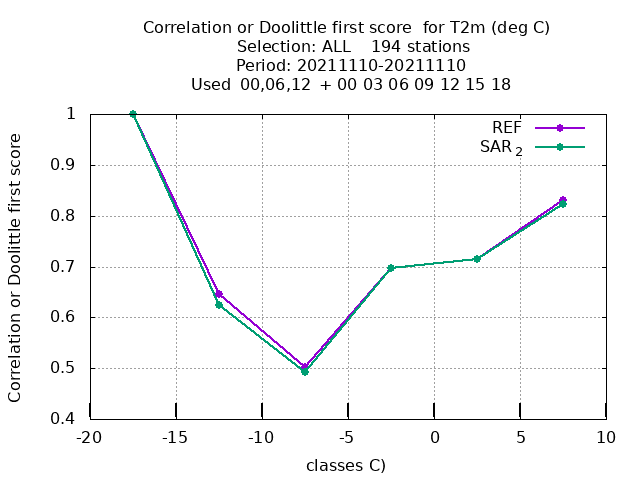 Correlation or Doolittle first score  for T2m (deg C)
Selection: ALL    194 stations
Period: 20211110-20211110
Used  00,06,12  + 00 03 06 09 12 15 18
REF
SAR 2
Correlation or Doolittle first score
1
0.9
0.8
0.7
0.6
0.5
0.4
-20 -15 -10 -5 0 5 10
classes C)